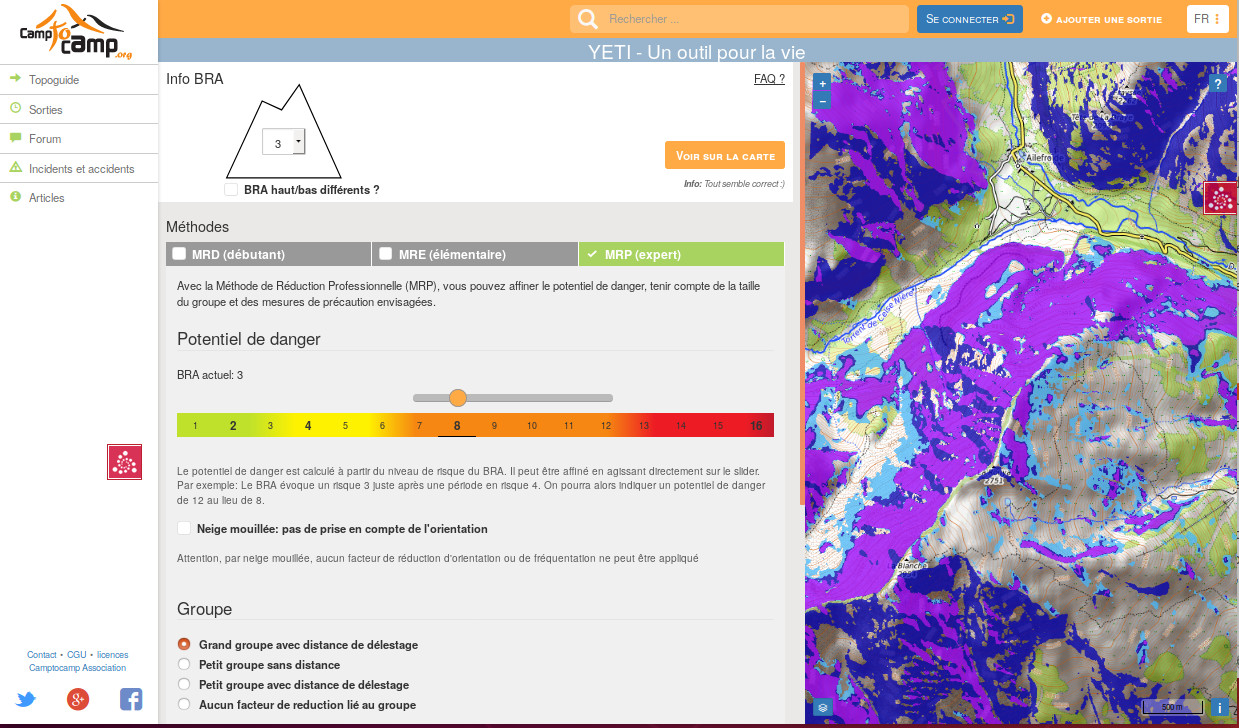 Camp to camp .org
Rechercher ...
Se connecter
ajouter une sortie
FR
YETI - Un outil pour la vie
Topoguide
Sorties
Forum
Incidents et accidents
Articles
Info BRA
FAQ ?
3
Voir sur la carte
Info: Tout semble correct :)
BRA haut/bas différents ?
Méthodes
MRD (débutant)
MRE (élémentaire)
MRP (expert)
Avec la Méthode de Réduction Professionnelle (MRP), vous pouvez affiner le potentiel de danger, tenir compte de la taille
du groupe et des mesures de précaution envisagées.
Potentiel de danger
BRA actuel: 3
1 2 3 4 5 6 7 8 9 10 11 12 13 14 15 16
Le potentiel de danger est calculé à partir du niveau de risque du BRA. Il peut être affiné en agissant directement sur le slider.
Par exemple: Le BRA évoque un risque 3 juste après une période en risque 4. On pourra alors indiquer un potentiel de danger
de 12 au lieu de 8.
Neige mouillée: pas de prise en compte de l'orientation
Attention, par neige mouillée, aucun facteur de réduction d'orientation ou de fréquentation ne peut être appliqué
Groupe
Grand groupe avec distance de délestage
Petit groupe sans distance
Petit groupe avec distance de délestage
Aucun facteur de reduction lié au groupe
Contact • CGU • licences
Camptocamp Association
+
−
?
Ailefroide
Torrent de Celse Nière
2751
La Blanche
500 m
i